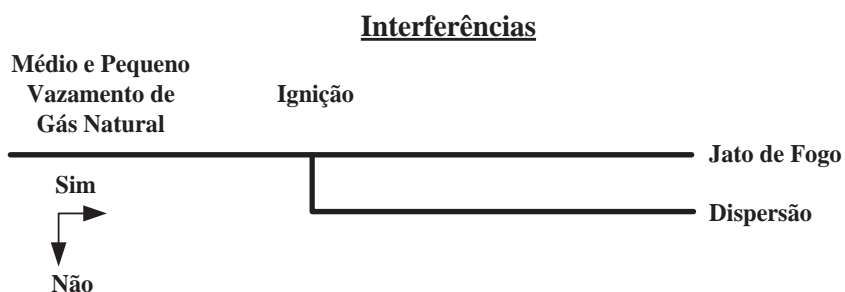 Interferências
Médio e Pequeno
Vazamento de
Gás Natural
Ignição
Jato de Fogo
Sim
Dispersão
Não